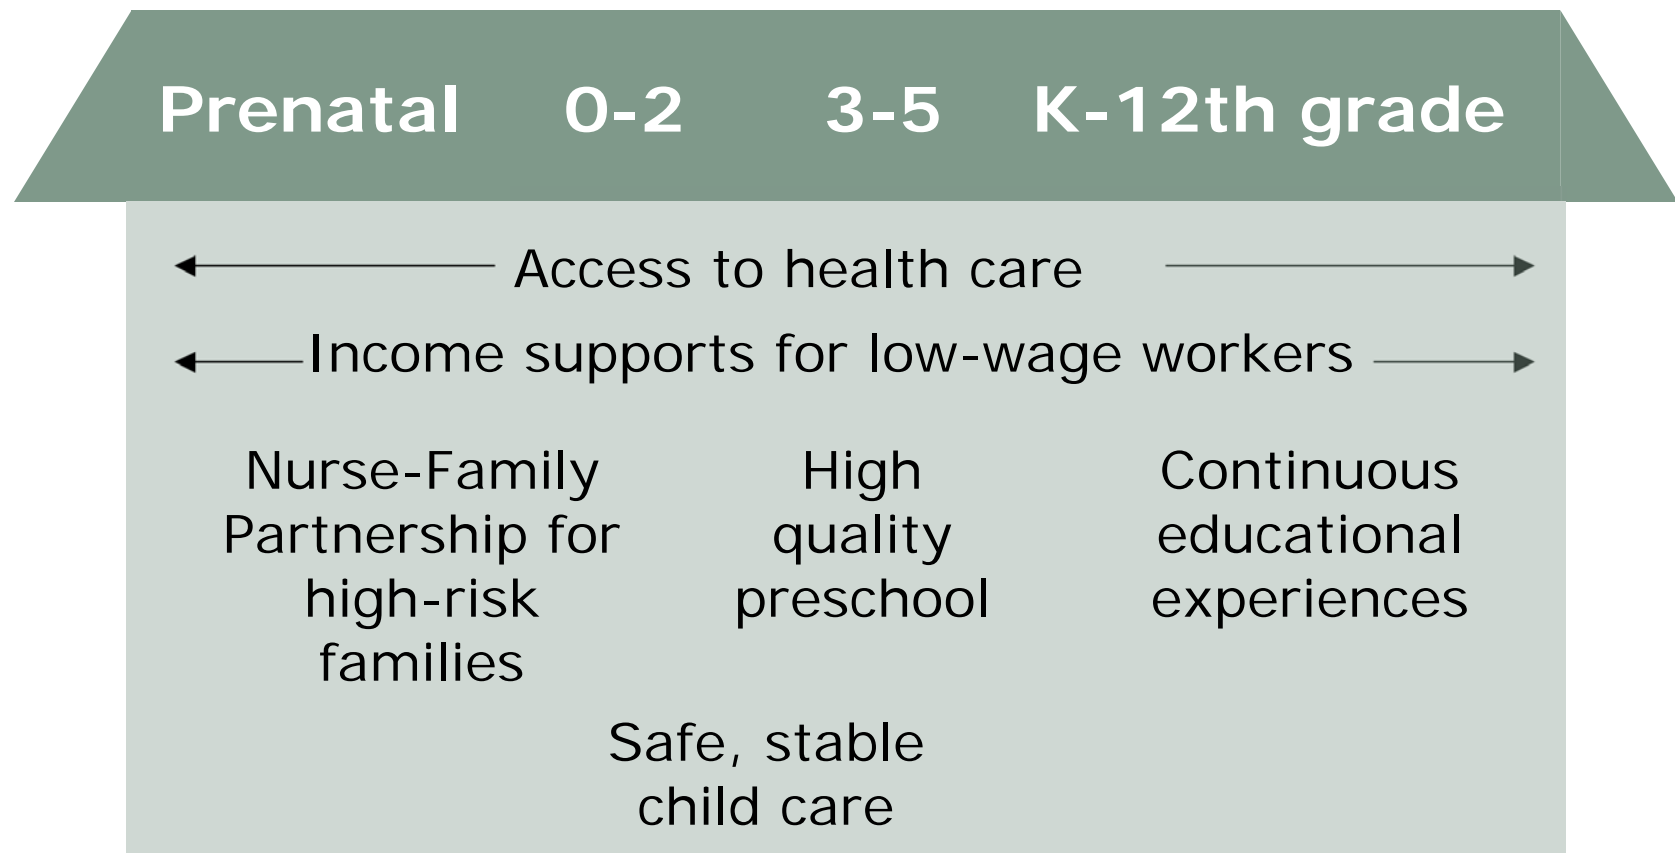 Prenatal 0-2 3-5 K-12th grade
Access to health care
Income supports for low-wage workers
Nurse-Family
Partnership for
high-risk
families
High
quality
preschool
Continuous
educational
experiences
Safe, stable
child care